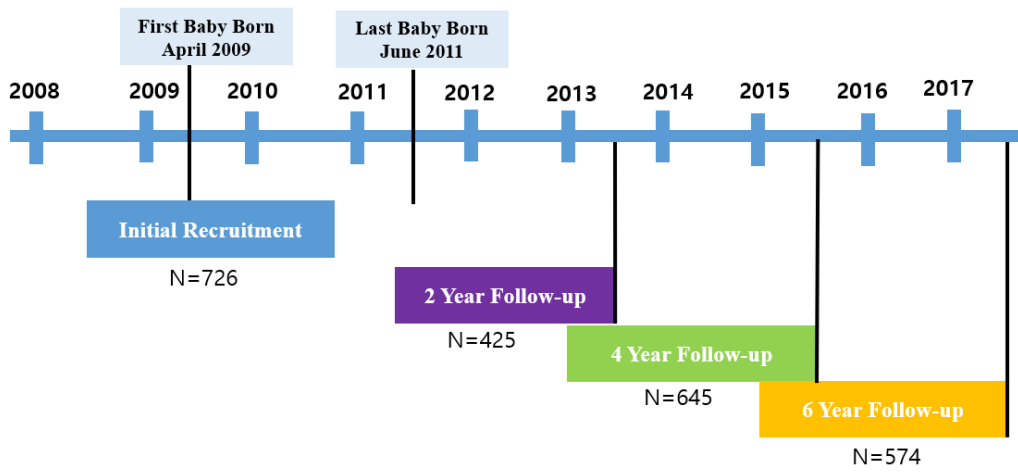 First Baby Born
April 2009
Last Baby Born
June 2011
2008
2009
2010
2011
2012
2013
2014
2015
2016
2017
Initial Recruitment
N=726
2 Year Follow-up
N=425
4 Year Follow-up
N=645
6 Year Follow-up
N=574